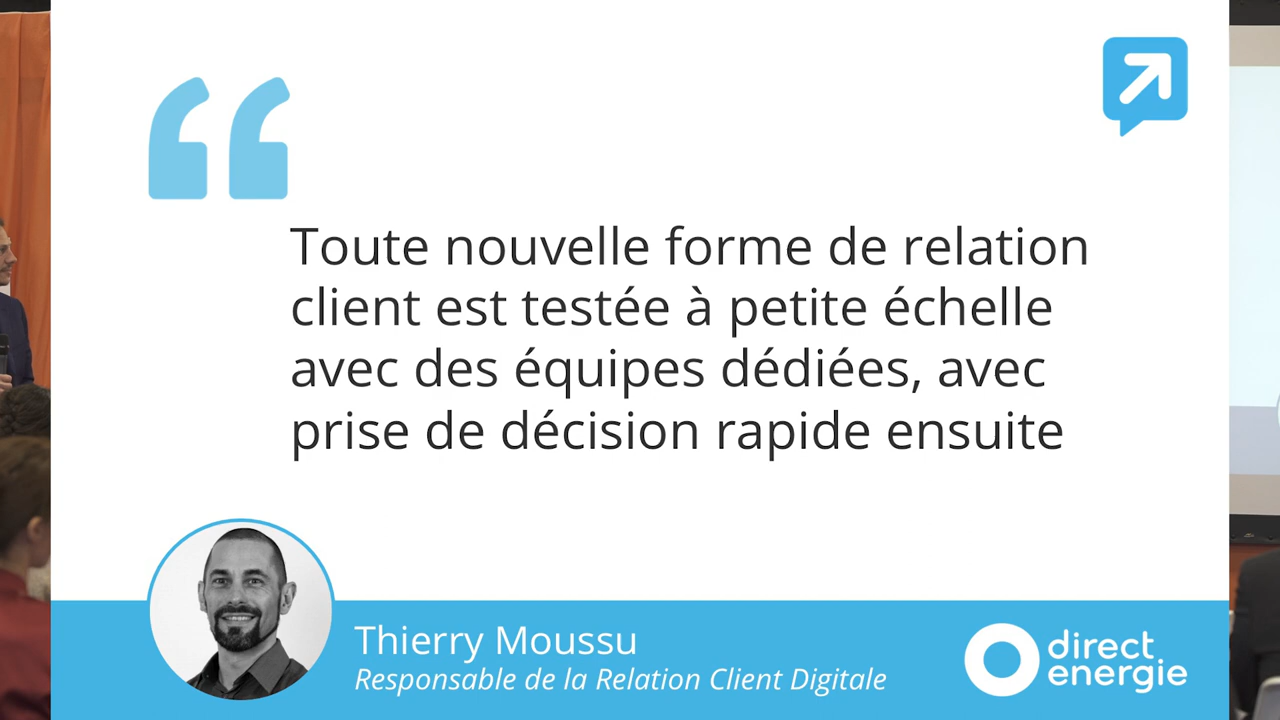 Toute nouvelle forme de relation
client est testée à petite échelle
avec des équipes dédiées, avec
prise de décision rapide ensuite
Thierry Moussu
Responsable de la Relation Client Digitale
direct
energie